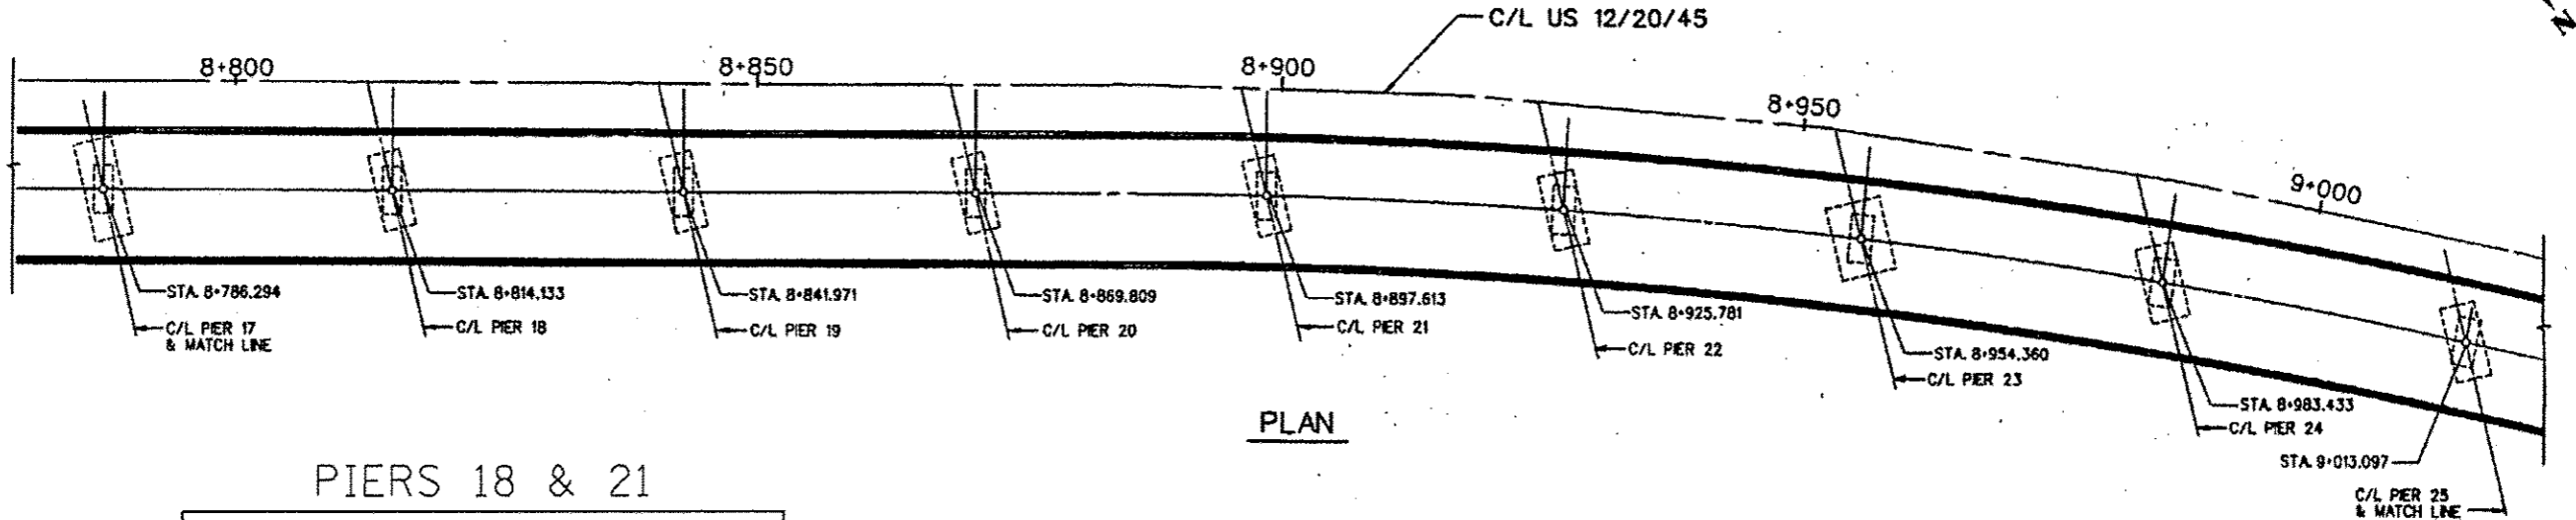 C/L US 12/20/45
N
8+800
8+850
8+900
8+950
9+000
STA. 8+786.294
C/L PIER 17
& MATCH LINE
STA. 8+814.133
C/L PIER 18
STA. 8+841.971
C/L PIER 19
STA. 8+869.809
C/L PIER 20
STA. 8+897.613
C/L PIER 21
STA. 8+925.781
C/L PIER 22
STA. 8+954.360
C/L PIER 23
STA. 8+983.433
C/L PIER 24
STA. 9+013.097
C/L PIER 25
& MATCH LINE
PLAN
PIERS 18 & 21